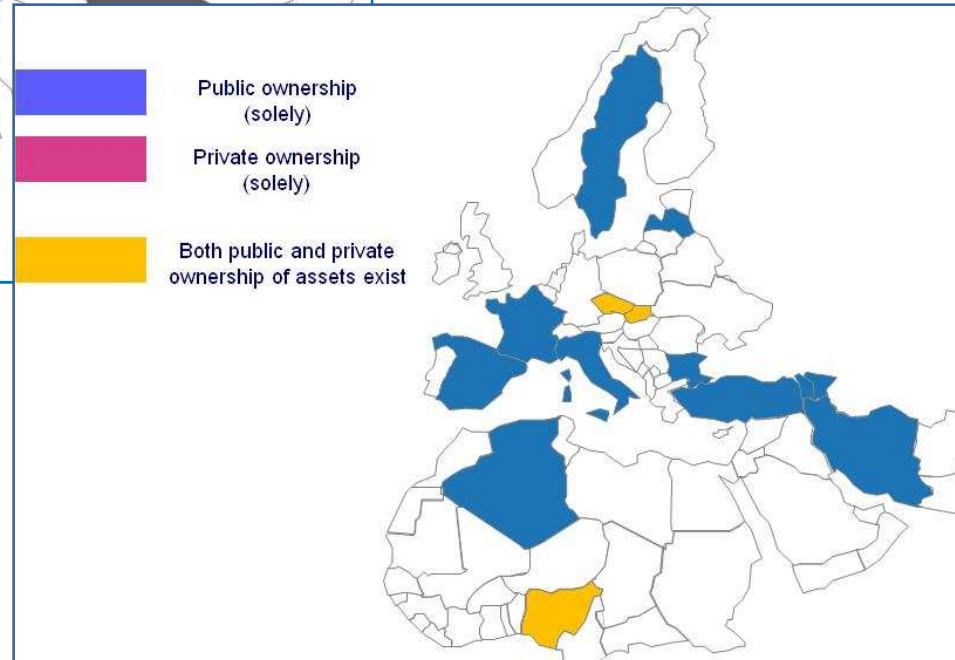 Public ownership
(solely)
Private ownership
(solely)
Both public and private
ownership of assets exist